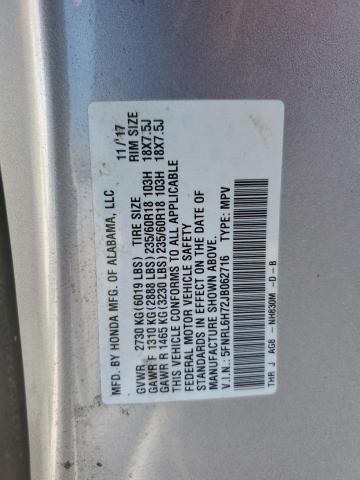 MFD. BY HONDA MFG. OF ALABAMA, LLC 11/17
GVWR 2730 KG(6019 LBS) TIRE SIZE RIM SIZE
GAWR F 1310 KG(2888 LBS) 235/60R18 103H 18X7.5J
GAWR R 1465 KG(3230 LBS) 235/60R18 103H 18X7.5J
THIS VEHICLE CONFORMS TO ALL APPLICABLE
FEDERAL MOTOR VEHICLE SAFETY
STANDARDS IN EFFECT ON THE DATE OF
MANUFACTURE SHOWN ABOVE.
V.I.N.: 5FNRL6H72JB062716 TYPE: MPV
THR J AG8 - NH830M -D-B